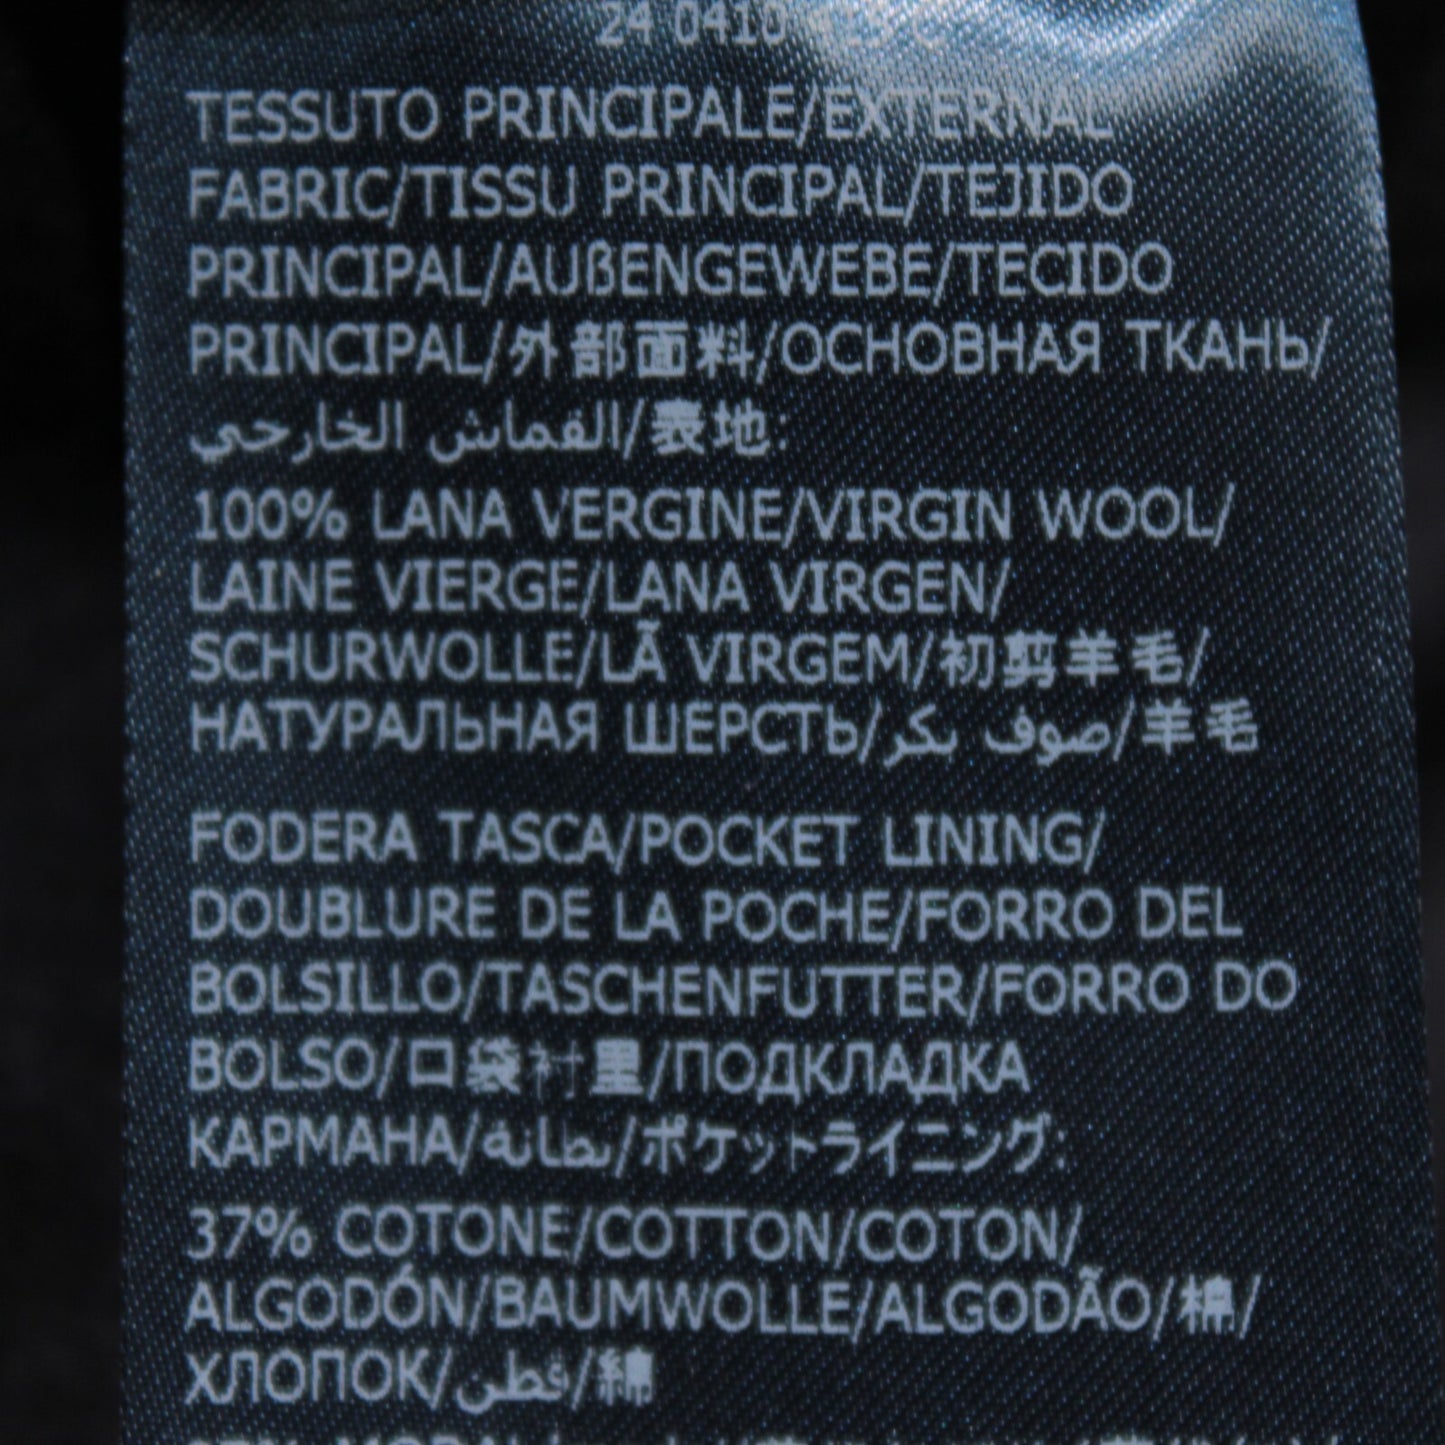 24 0410
TESSUTO PRINCIPALE/EXTERNAL
FABRIC/TISSU PRINCIPAL/TEJIDO
PRINCIPAL/AUßENGEWEBE/TECIDO
PRINCIPAL/外部面料/ОСНОВНАЯ ТКАНЬ/
القماش الخارجي/表地:
100% LANA VERGINE/VIRGIN WOOL/
LAINE VIERGE/LANA VIRGEN/
SCHURWOLLE/LÃ VIRGEM/初剪羊毛/
НАТУРАЛЬНАЯ ШЕРСТЬ/صوف بكر/羊毛
FODERA TASCA/POCKET LINING/
DOUBLURE DE LA POCHE/FORRO DEL
BOLSILLO/TASCHENFUTTER/FORRO DO
BOLSO/口袋衬里/ПОДКЛАДКА
КАРМАНА/بطانة/ポケットライニング:
37% COTONE/COTTON/COTON/
ALGODÓN/BAUMWOLLE/ALGODÃO/棉/
ХЛОПОК/قطن/綿